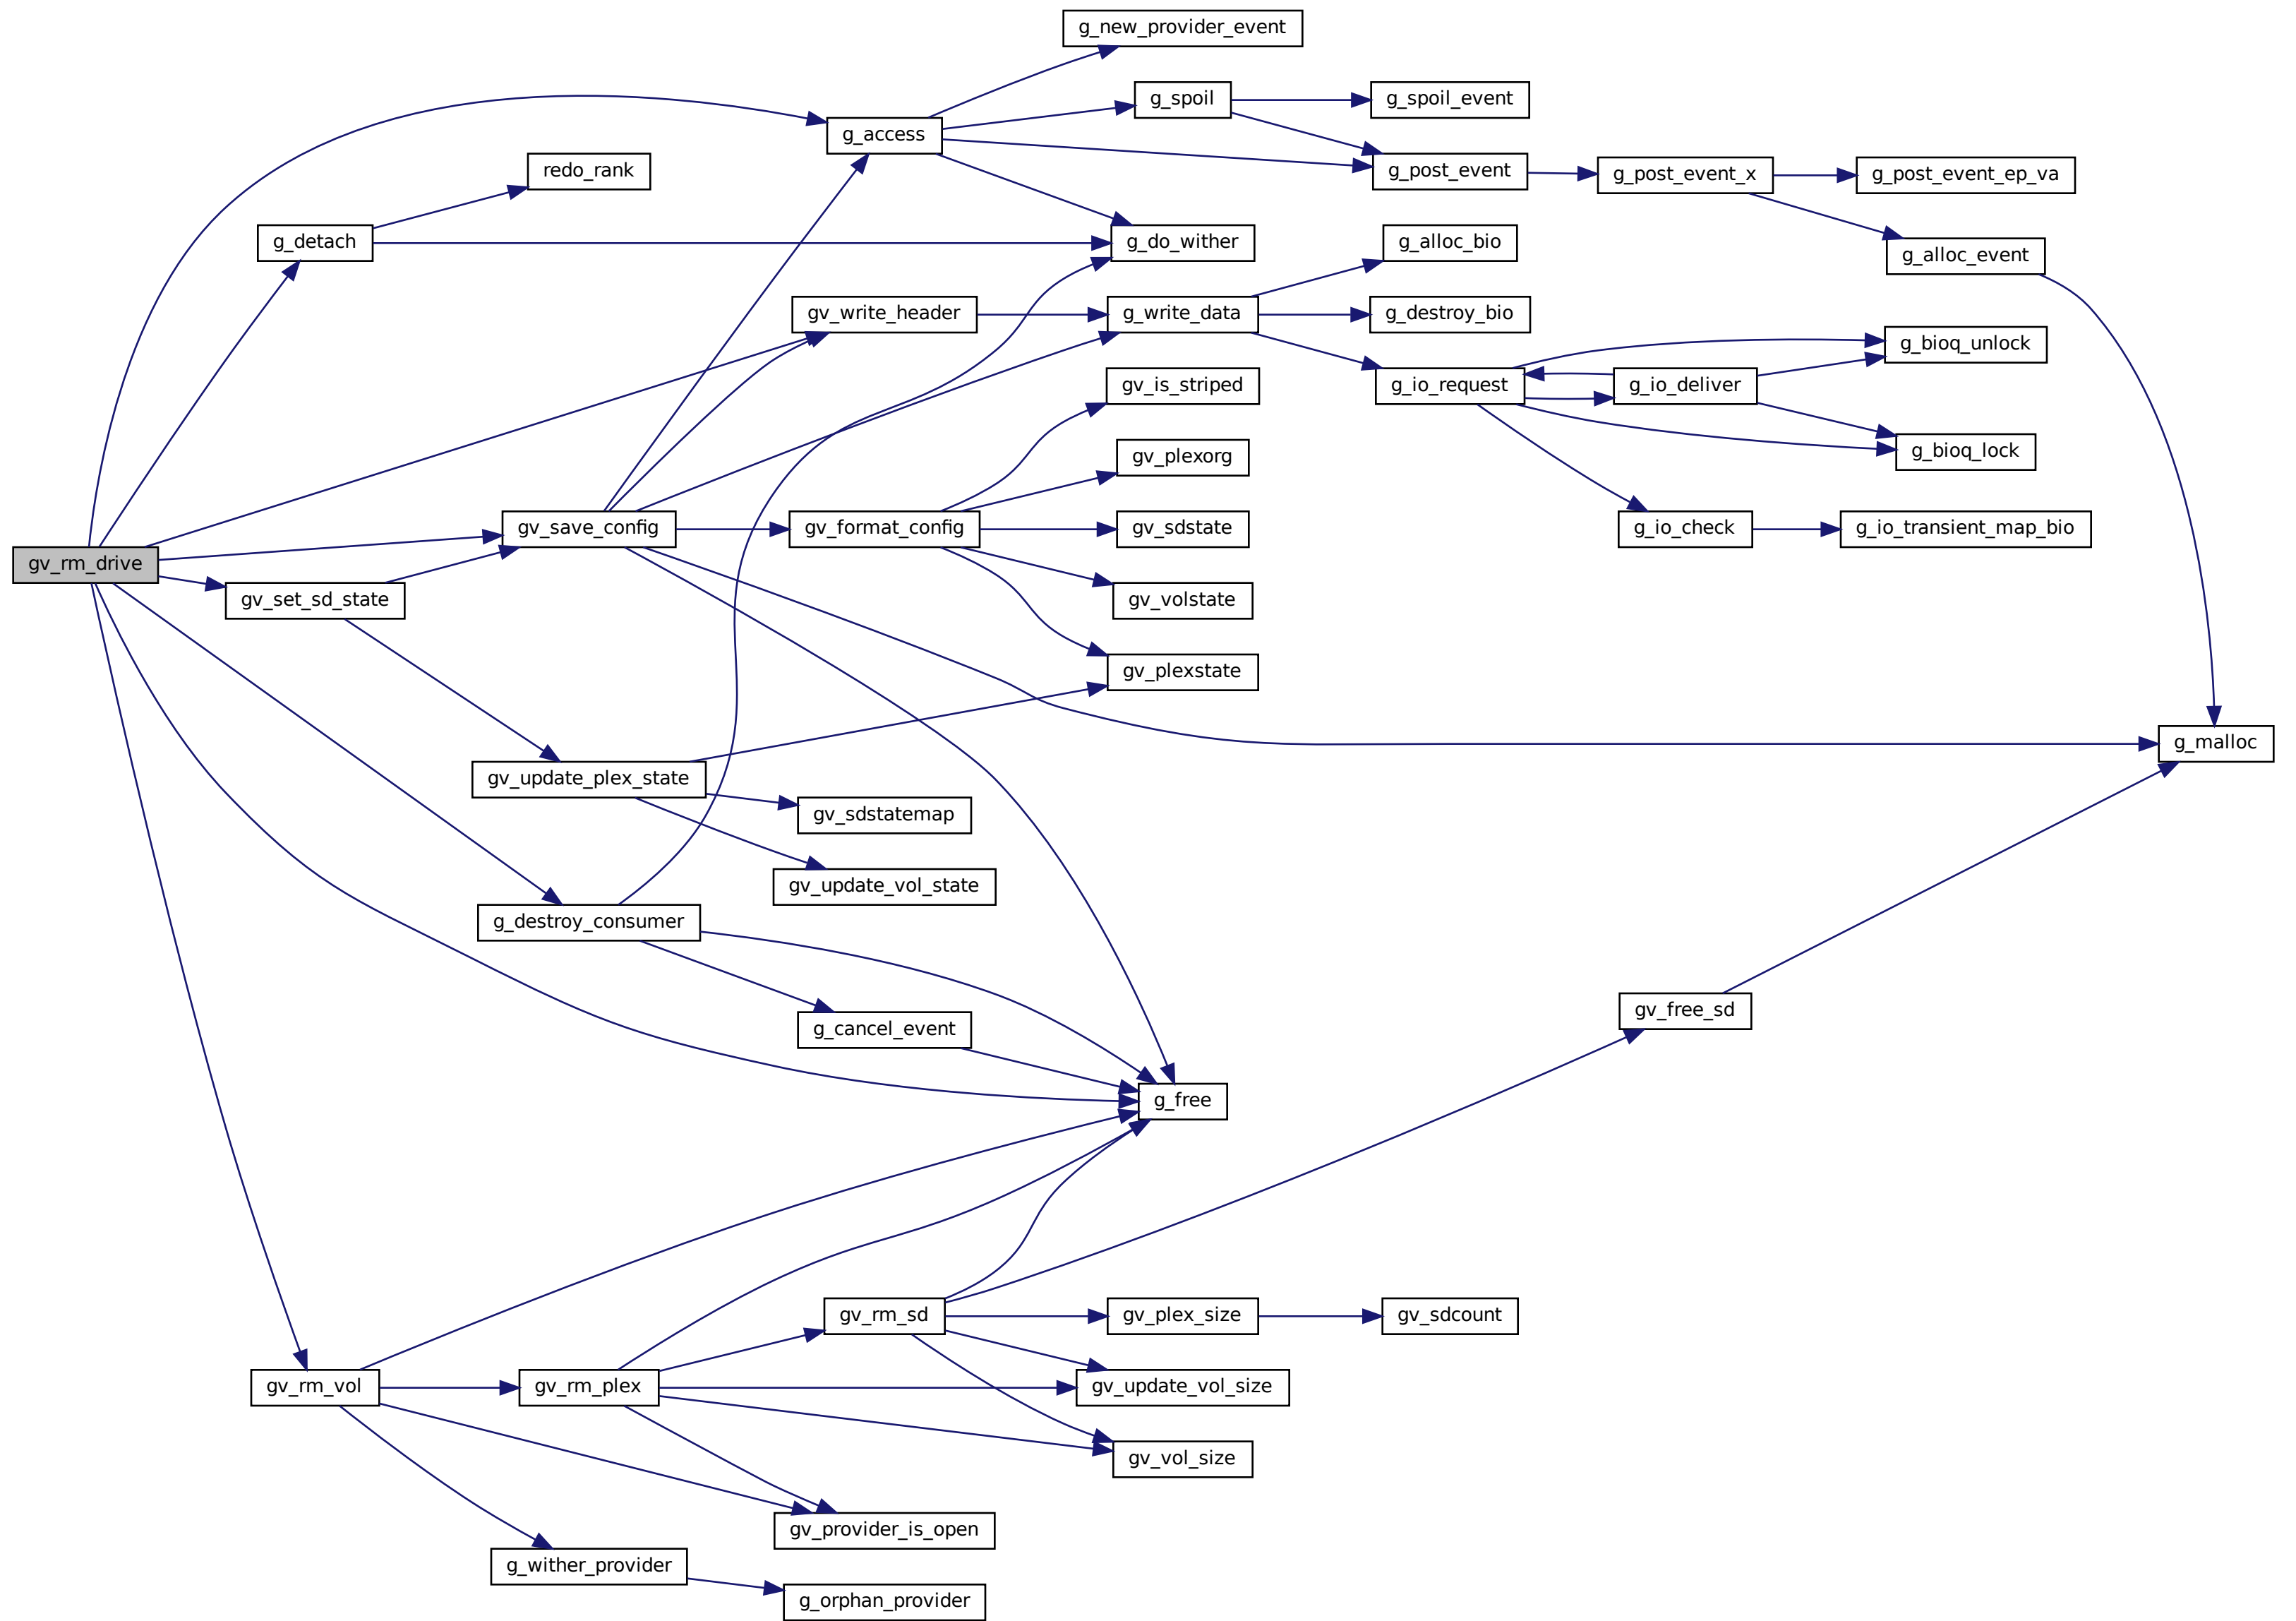 g_new_provider_event
g_spoil
g_spoil_event
g_access
redo_rank
g_post_event
g_post_event_x
g_post_event_ep_va
g_detach
g_do_wither
g_alloc_bio
g_alloc_event
gv_write_header
g_write_data
g_destroy_bio
g_bioq_unlock
gv_is_striped
g_io_request
g_io_deliver
gv_plexorg
g_bioq_lock
gv_save_config
gv_format_config
gv_sdstate
g_io_check
g_io_transient_map_bio
gv_rm_drive
gv_set_sd_state
gv_volstate
gv_plexstate
g_malloc
gv_update_plex_state
gv_sdstatemap
gv_update_vol_state
g_destroy_consumer
gv_free_sd
g_cancel_event
g_free
gv_rm_sd
gv_plex_size
gv_sdcount
gv_rm_vol
gv_rm_plex
gv_update_vol_size
gv_vol_size
gv_provider_is_open
g_wither_provider
g_orphan_provider